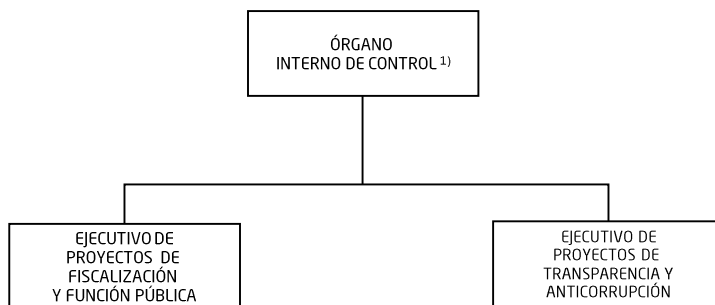 ÓRGANO
INTERNO DE CONTROL 1)
EJECUTIVO DE
PROYECTOS DE
FISCALIZACIÓN
Y FUNCIÓN PÚBLICA
EJECUTIVO DE
PROYECTOS DE
TRANSPARENCIA Y
ANTICORRUPCIÓN